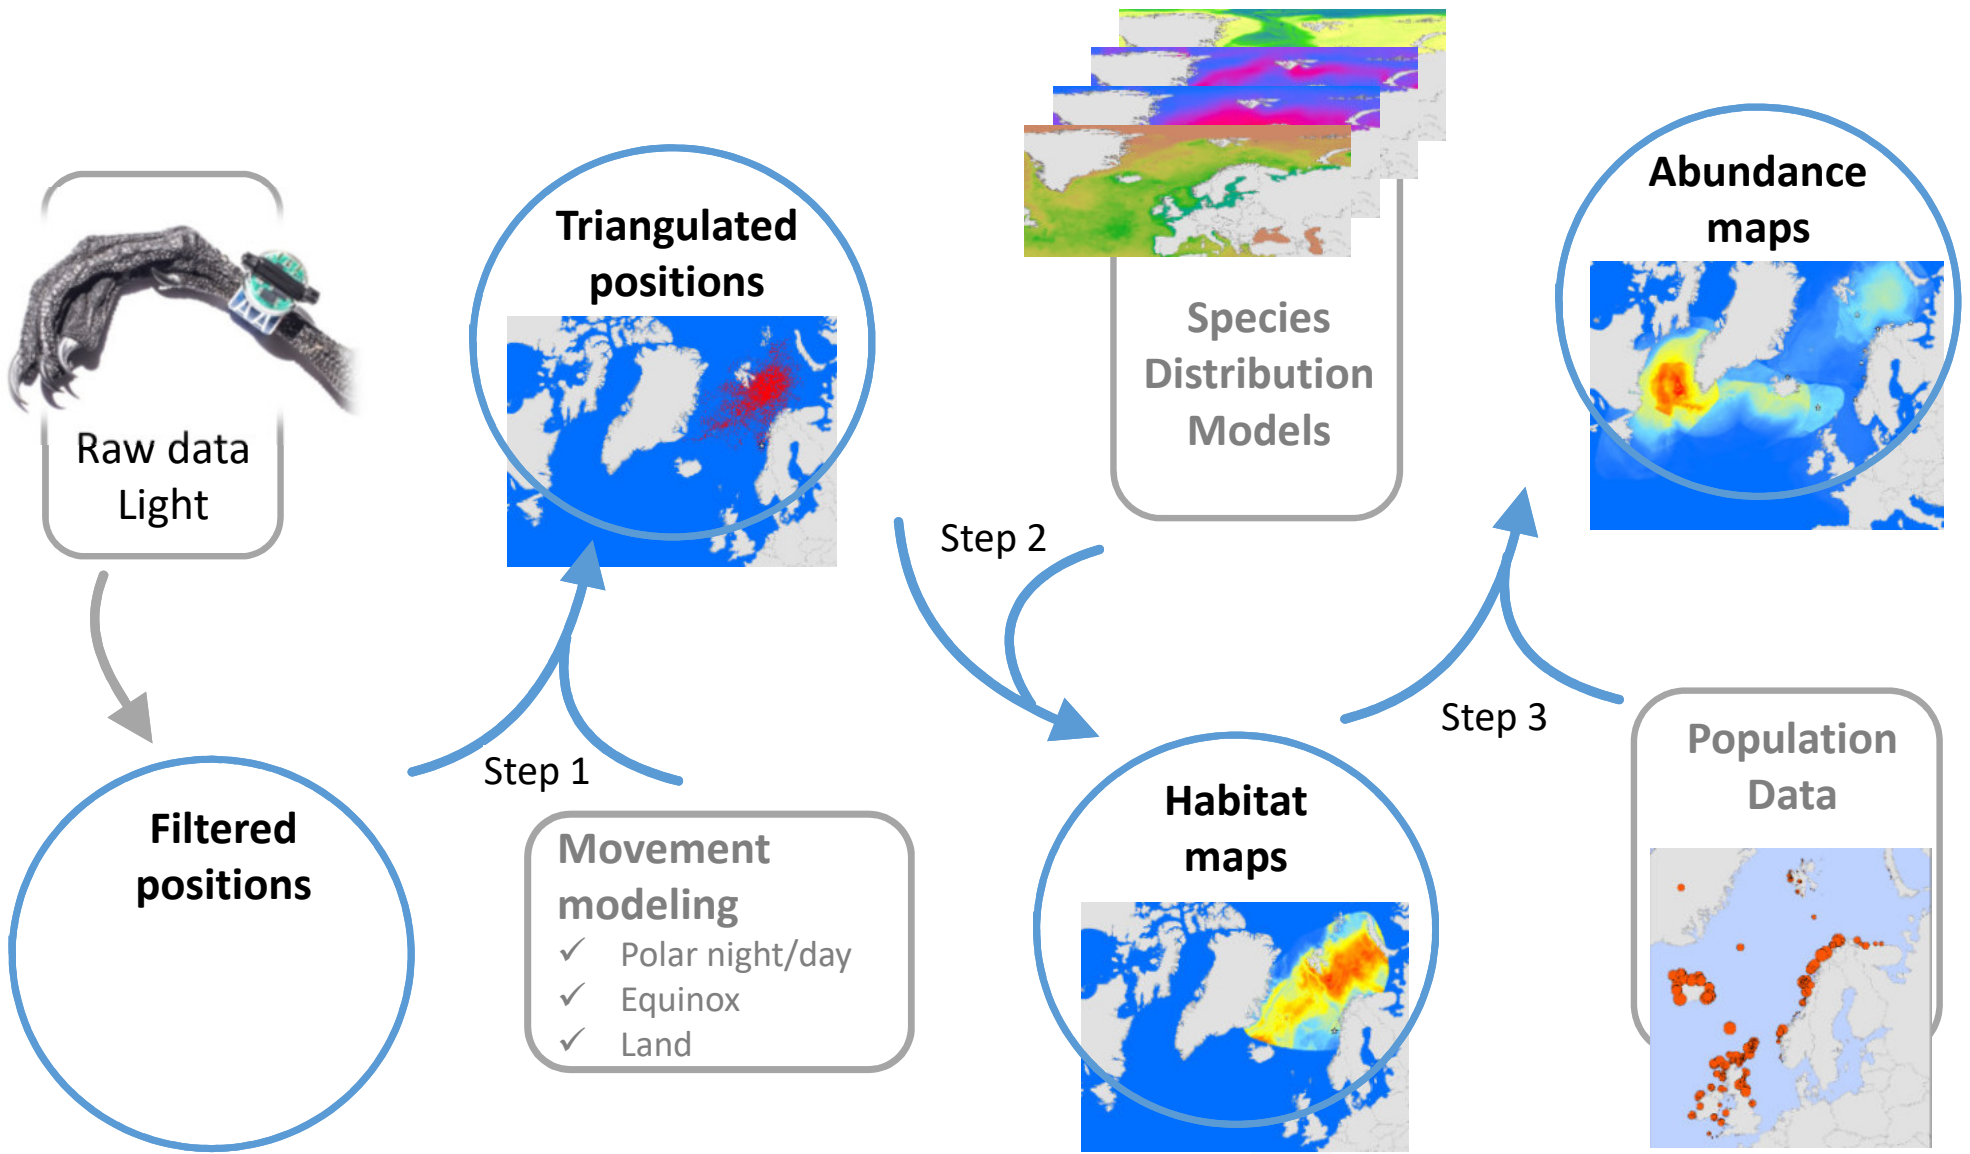 Raw data
Light
Filtered
positions
Step 1
Movement
modeling
✓ Polar night/day
✓ Equinox
✓ Land
Triangulated
positions
Step 2
Species
Distribution
Models
Habitat
maps
Step 3
Population
Data
Abundance
maps